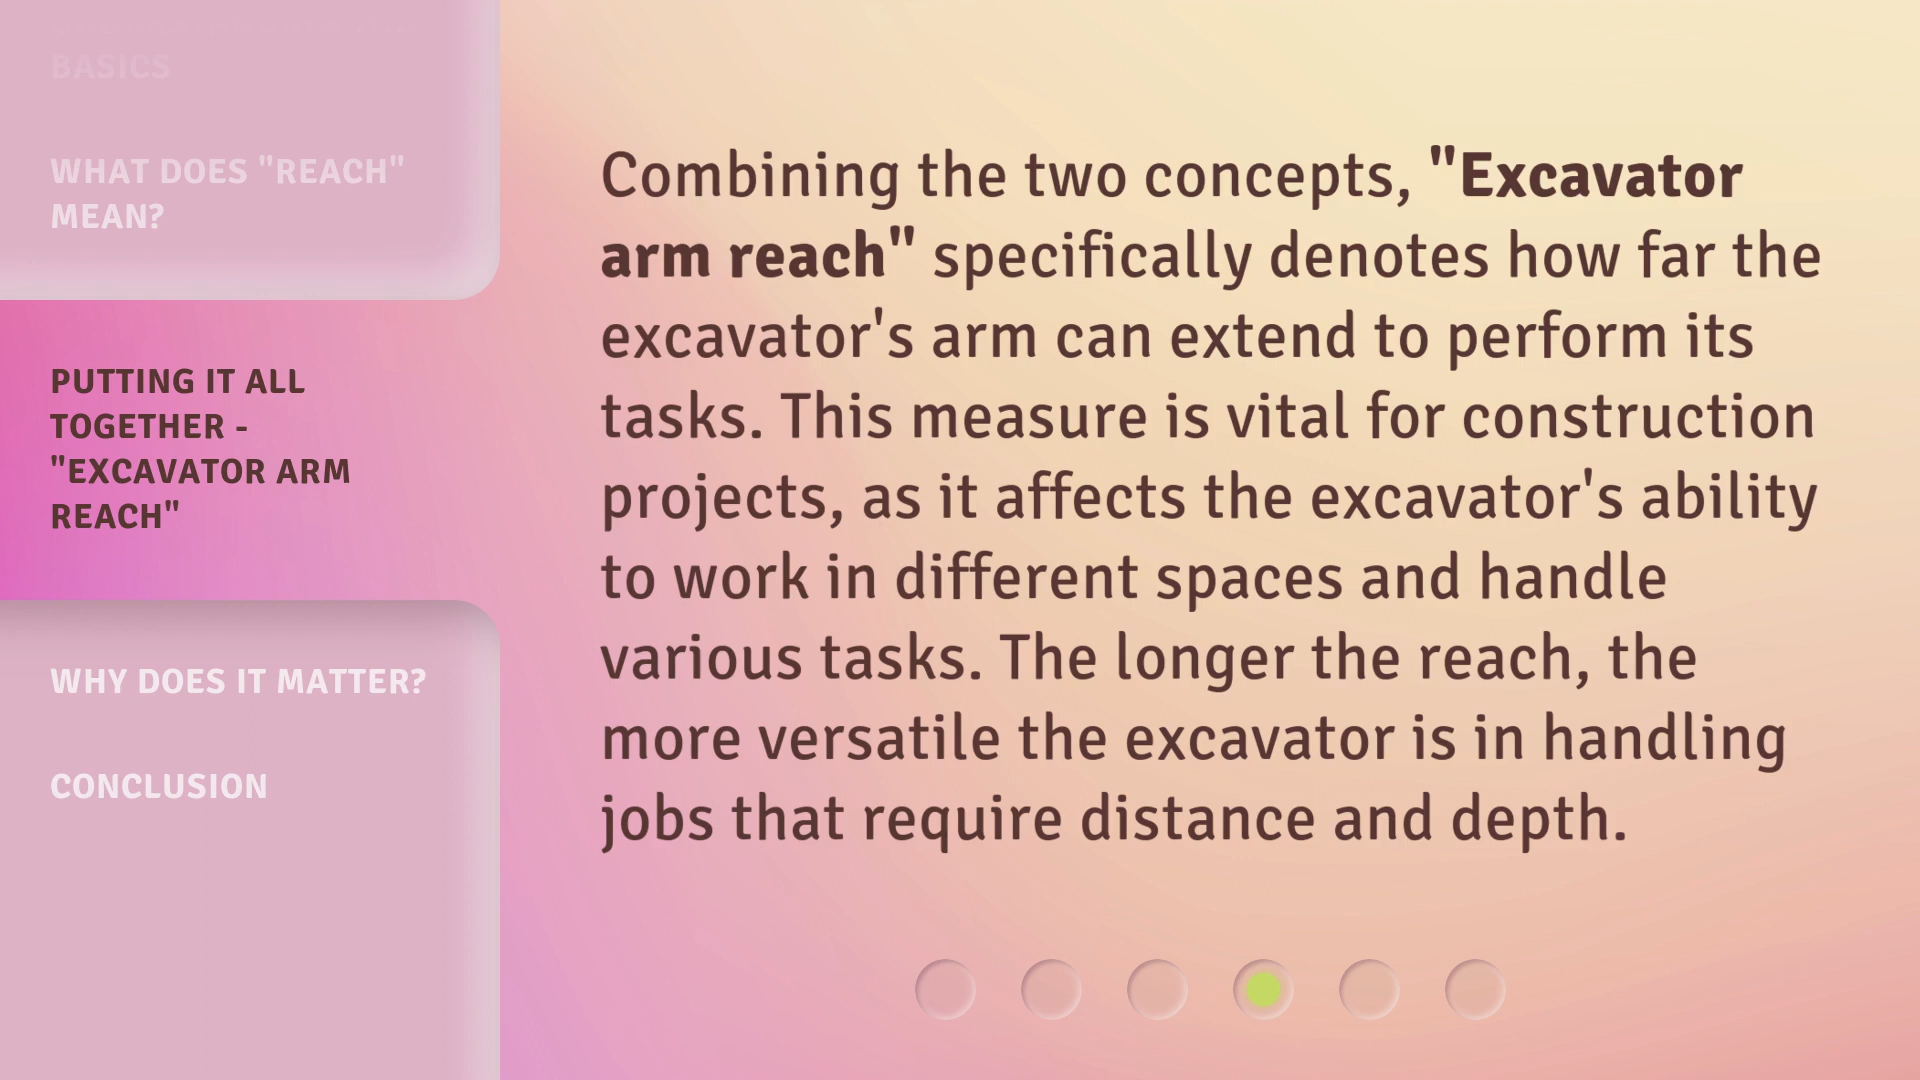 BASICS
WHAT DOES "REACH"
MEAN?
PUTTING IT ALL
TOGETHER -
"EXCAVATOR ARM
REACH"
WHY DOES IT MATTER?
CONCLUSION
Combining the two concepts, "Excavator
arm reach" specifically denotes how far the
excavator's arm can extend to perform its
tasks. This measure is vital for construction
projects, as it affects the excavator's ability
to work in different spaces and handle
various tasks. The longer the reach, the
more versatile the excavator is in handling
jobs that require distance and depth.